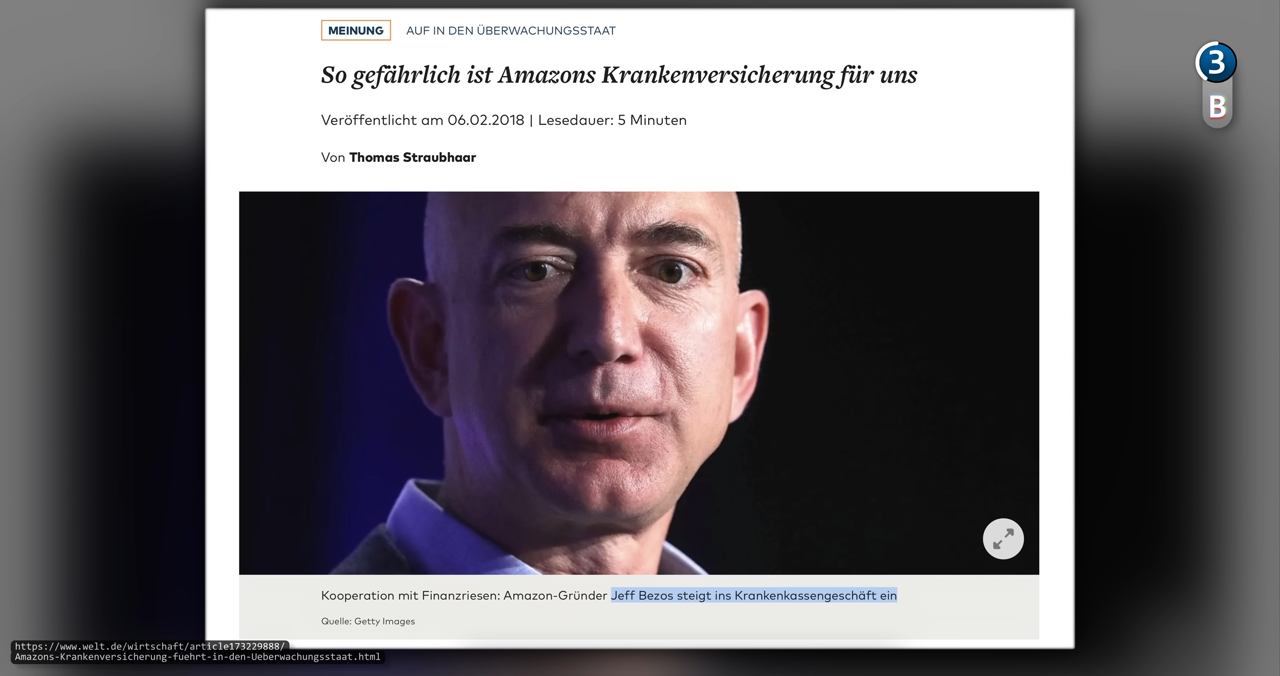 MEINUNG AUF IN DEN ÜBERWACHUNGSSTAAT
So gefährlich ist Amazons Krankenversicherung für uns
Veröffentlicht am 06.02.2018 | Lesedauer: 5 Minuten
Von Thomas Straubhaar
Kooperation mit Finanzriesen: Amazon-Gründer Jeff Bezos steigt ins Krankenkassengeschäft ein
Quelle: Getty Images
https://www.welt.de/wirtschaft/article173229888/
Amazons-Krankenversicherung-fuehrt-in-den-Ueberwachungsstaat.html
3
B